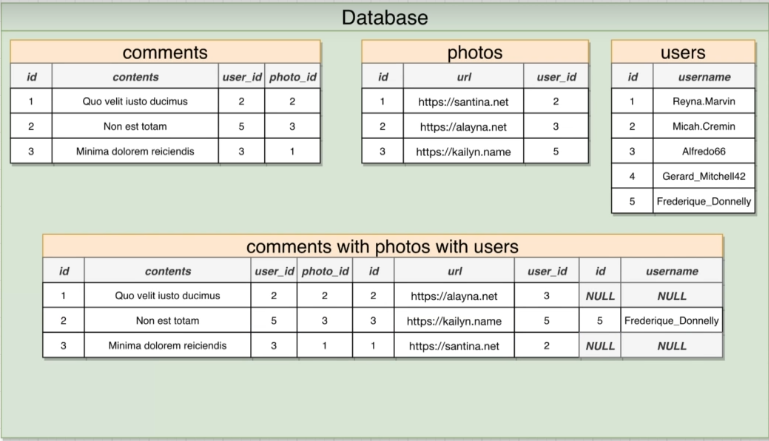 Database
comments
id contents user_id photo_id
1 Quo velit iusto ducimus 2 2
2 Non est totam 5 3
3 Minima dolorem reiciendis 3 1
photos
id url user_id
1 https://santina.net 2
2 https://alayna.net 3
3 https://kailyn.name 5
users
id username
1 Reyna.Marvin
2 Micah.Cremin
3 Alfredo66
4 Gerard_Mitchell42
5 Frederique_Donnelly
comments with photos with users
id contents user_id photo_id id url user_id id username
1 Quo velit iusto ducimus 2 2 2 https://alayna.net 3 NULL NULL
2 Non est totam 5 3 3 https://kailyn.name 5 5 Frederique_Donnelly
3 Minima dolorem reiciendis 3 1 1 https://santina.net 2 NULL NULL